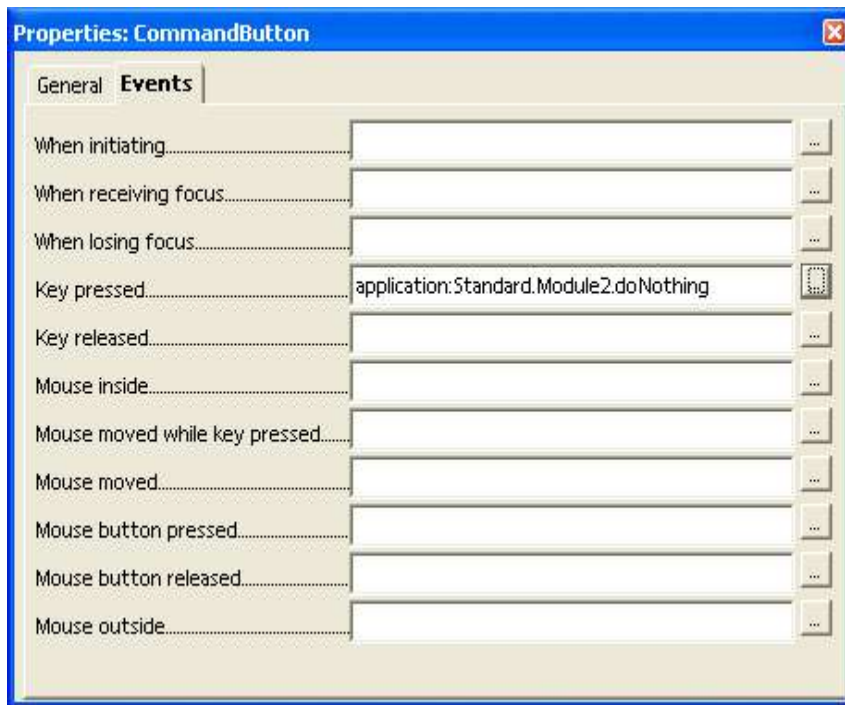 Properties: CommandButton
General Events
When initiating........................................ ...
When receiving focus........................... ...
When losing focus................................. ...
Key pressed........................................... application:Standard.Module2.doNothing ...
Key released.......................................... ...
Mouse inside......................................... ...
Mouse moved while key pressed...... ...
Mouse moved........................................ ...
Mouse button pressed........................ ...
Mouse button released....................... ...
Mouse outside...................................... ...